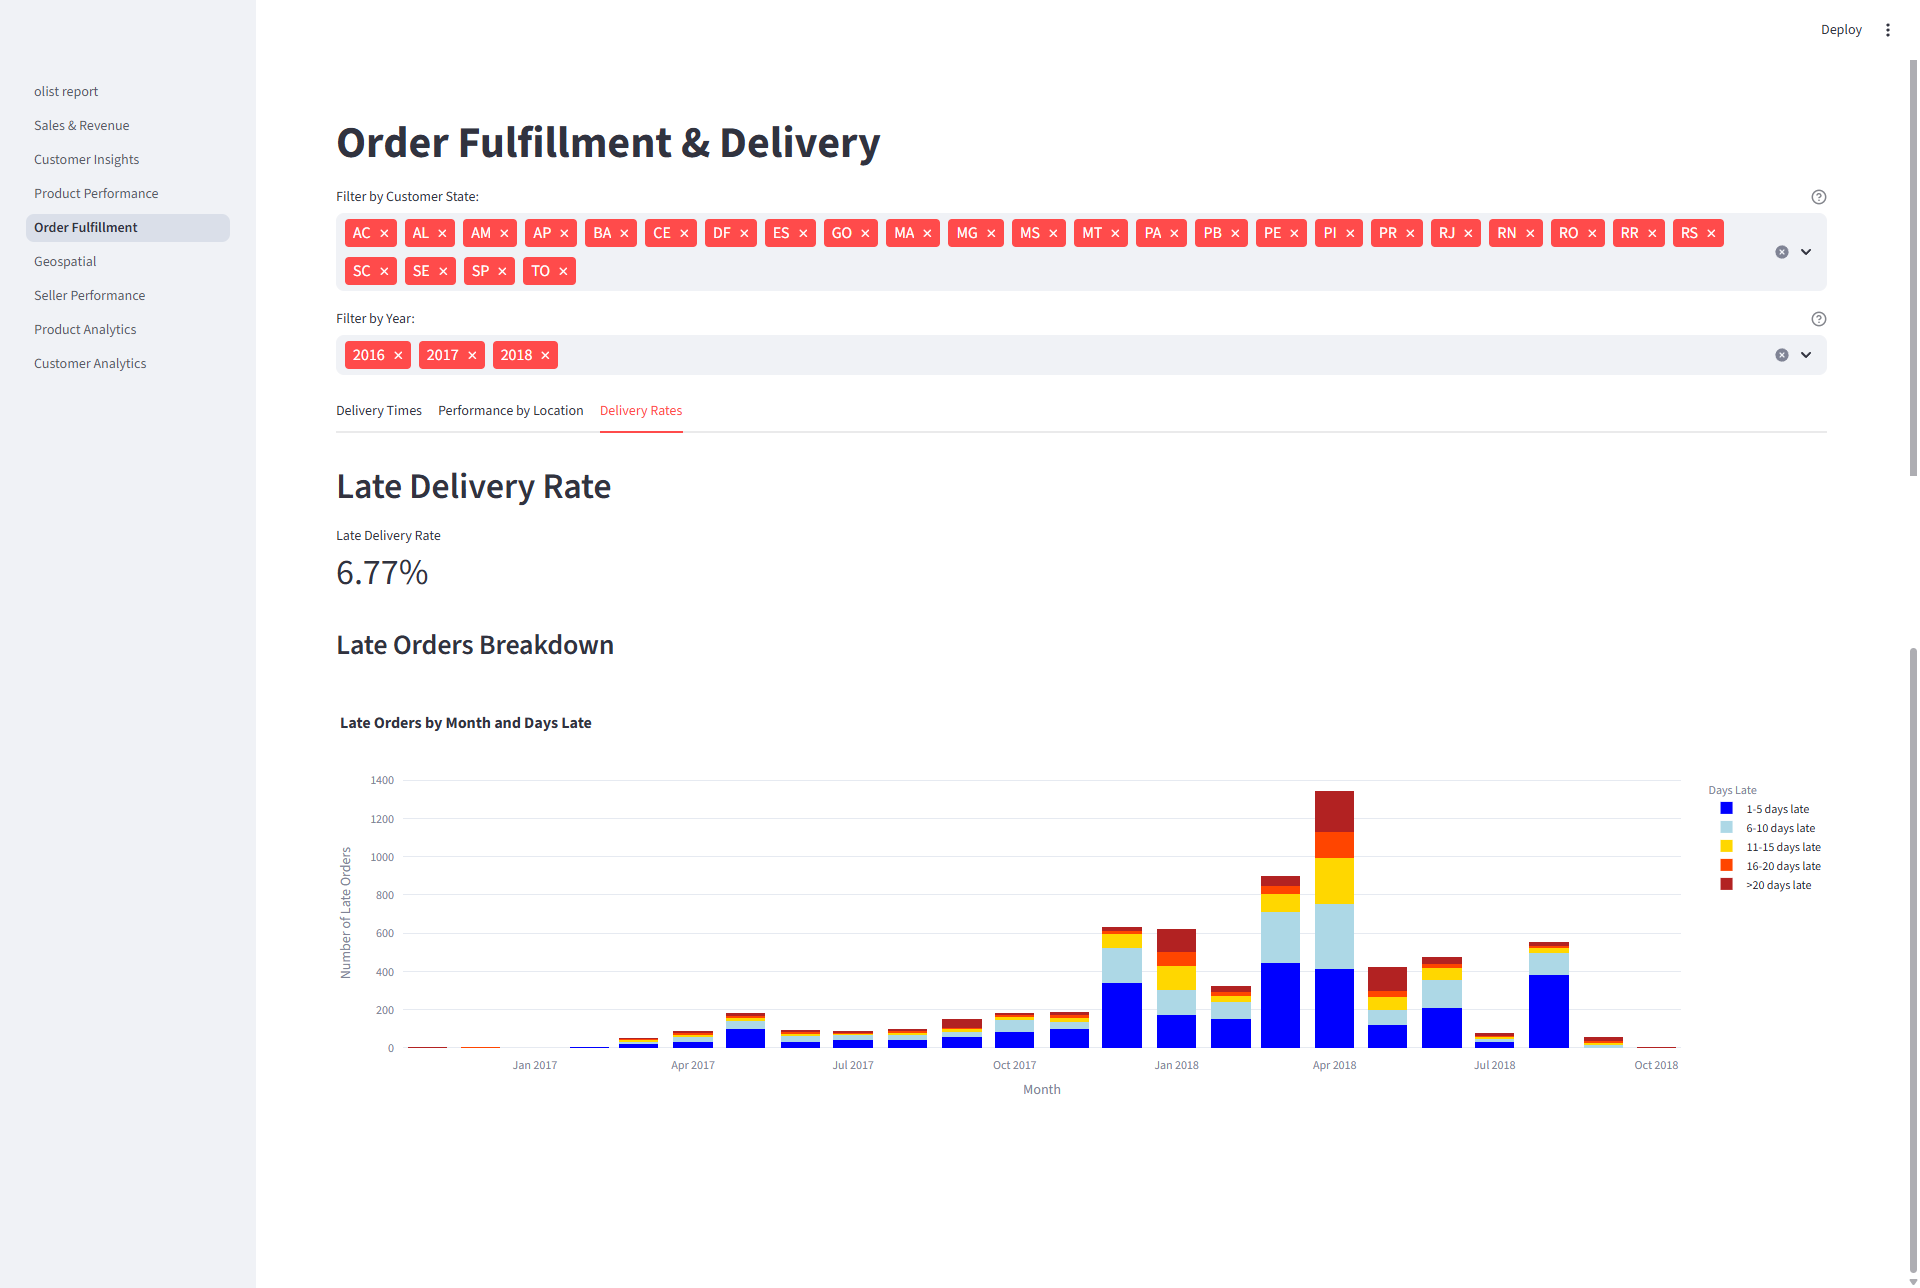 Deploy
olist report
Sales & Revenue
Customer Insights
Product Performance
Order Fulfillment
Geospatial
Seller Performance
Product Analytics
Customer Analytics
Order Fulfillment & Delivery
Filter by Customer State:
AC AL AM AP BA CE DF ES GO MA MG MS MT PA PB PE PI PR RJ RN RO RR RS
SC SE SP TO
Filter by Year:
2016 2017 2018
Delivery Times Performance by Location Delivery Rates
Late Delivery Rate
Late Delivery Rate
6.77%
Late Orders Breakdown
Late Orders by Month and Days Late
1400
1200
1000
800
600
400
200
0
Number of Late Orders
Jan 2017 Apr 2017 Jul 2017 Oct 2017 Jan 2018 Apr 2018 Jul 2018 Oct 2018
Month
Days Late
1-5 days late
6-10 days late
11-15 days late
16-20 days late
>20 days late